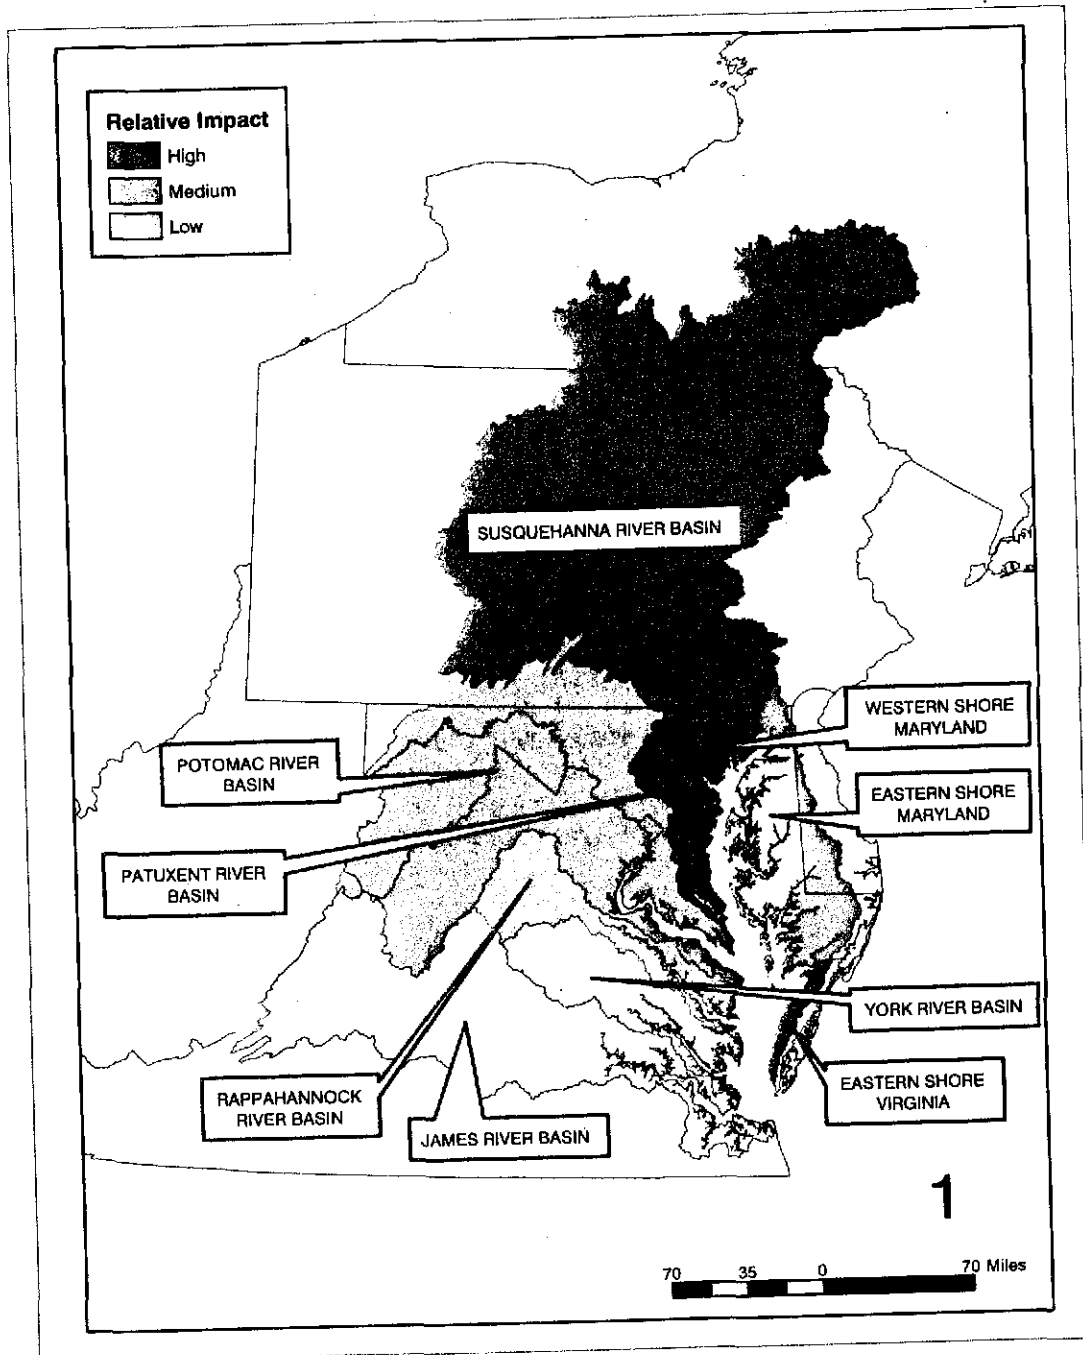 Relative Impact
High
Medium
Low
SUSQUEHANNA RIVER BASIN
WESTERN SHORE
MARYLAND
POTOMAC RIVER
BASIN
EASTERN SHORE
MARYLAND
PATUXENT RIVER
BASIN
YORK RIVER BASIN
RAPPAHANNOCK
RIVER BASIN
EASTERN SHORE
VIRGINIA
JAMES RIVER BASIN
1
70 35 0 70 Miles